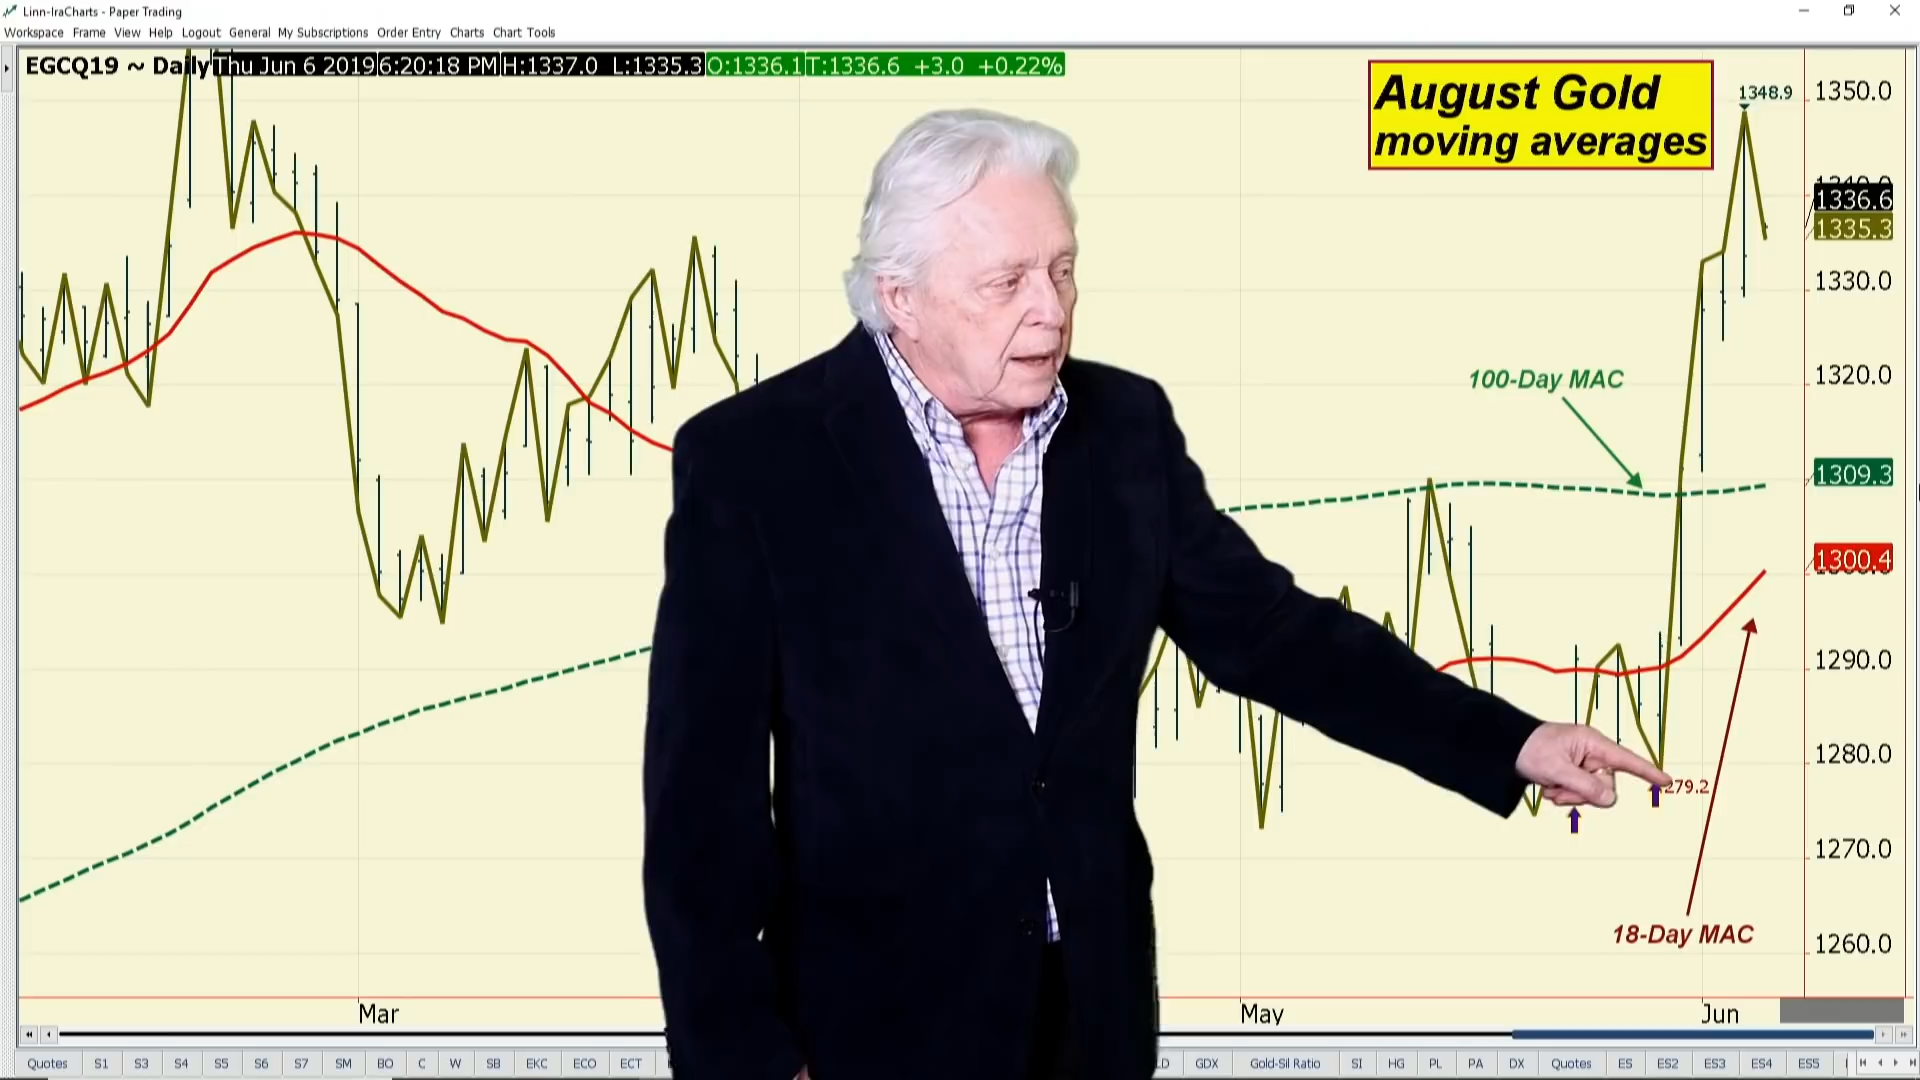 Linn-IraCharts - Paper Trading
Workspace Frame View Help Logout General My Subscriptions Order Entry Charts Chart Tools
EGCQ19 ~ Daily Thu Jun 6 2019 6:20:18 PM H:1337.0 L:1335.3 O:1336.1 T:1336.6 +3.0 +0.22%
August Gold
moving averages
1348.9
1350.0
1340.0
1336.6
1335.3
1330.0
100-Day MAC
1320.0
1309.3
1300.4
1290.0
1280.0
279.2
1270.0
18-Day MAC
1260.0
Mar
May
Jun
Quotes S1 S3 S4 S5 S6 S7 SM BO C W SB EKC ECO ECT
GDX Gold-Sil Ratio SI HG PL PA DX Quotes ES ES2 ES3 ES4 ES5